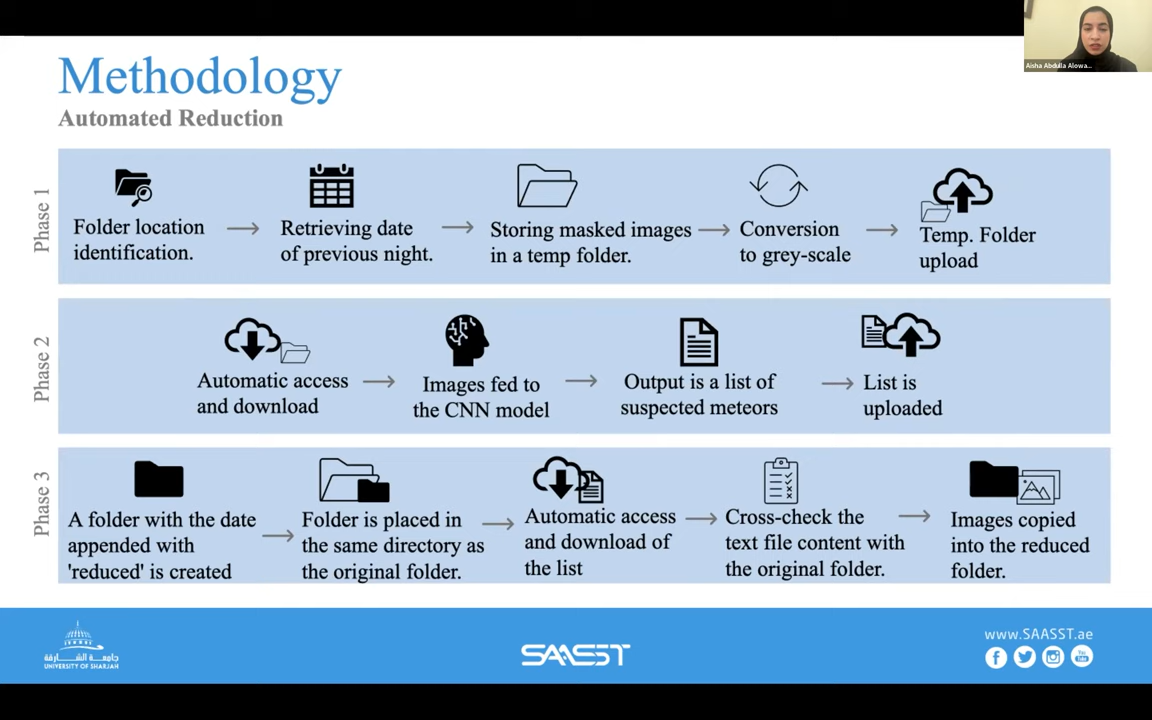 Aisha Abdulla Alowa...
Methodology
Automated Reduction
Phase 1
Folder location
identification.
Retrieving date
of previous night.
Storing masked images
in a temp folder.
Conversion
to grey-scale
Temp. Folder
upload
Phase 2
Automatic access
and download
Images fed to
the CNN model
Output is a list of
suspected meteors
List is
uploaded
Phase 3
A folder with the date
appended with
'reduced' is created
Folder is placed in
the same directory as
the original folder.
Automatic access
and download of
the list
Cross-check the
text file content with
the original folder.
Images copied
into the reduced
folder.
جامعة الشارقة
UNIVERSITY OF SHARJAH
SAASST
www.SAASST.ae
You
Tube